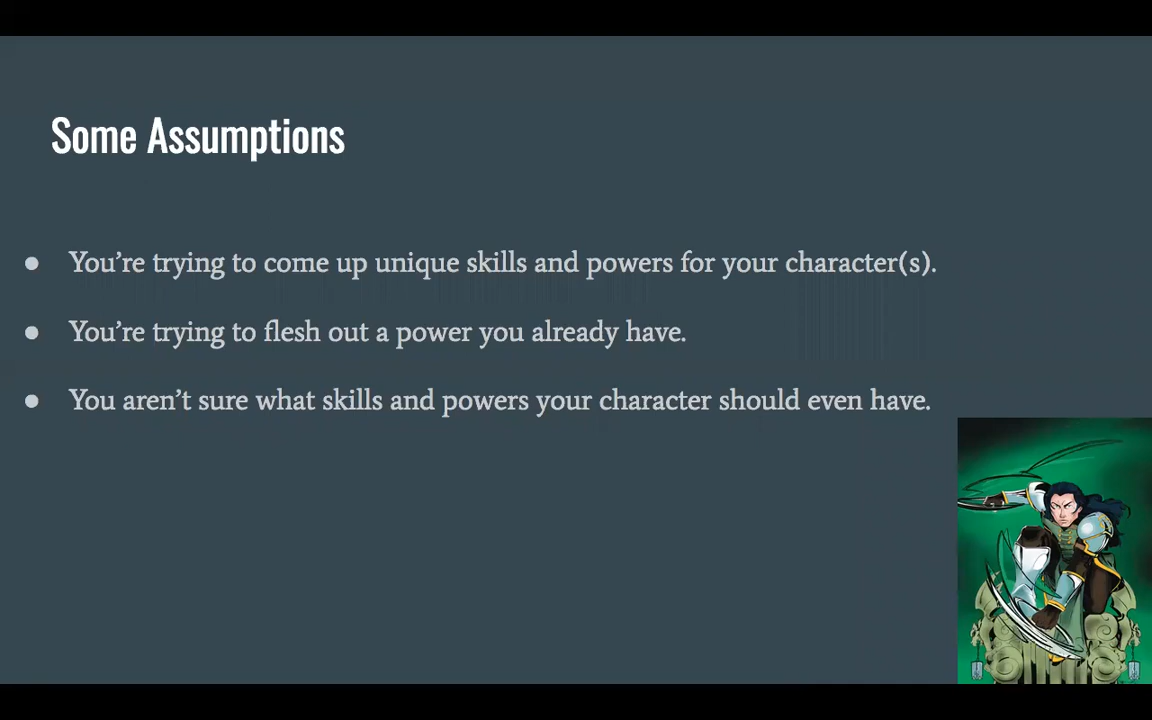 Some Assumptions
● You’re trying to come up unique skills and powers for your character(s).
● You’re trying to flesh out a power you already have.
● You aren’t sure what skills and powers your character should even have.